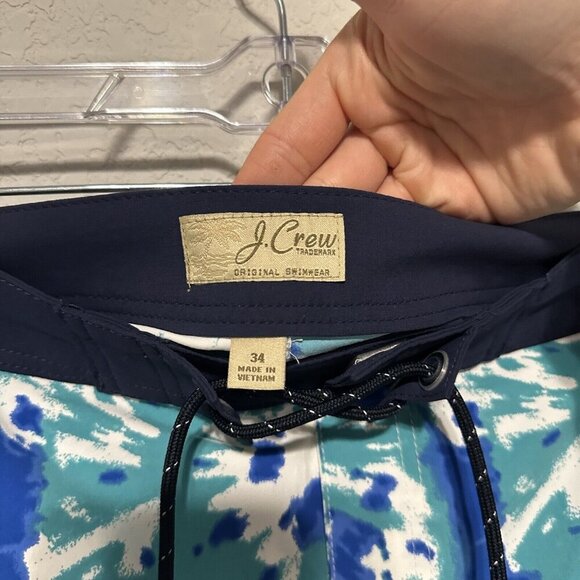 J.Crew
TRADEMARK
ORIGINAL SWIMWEAR
34
MADE IN
VIETNAM